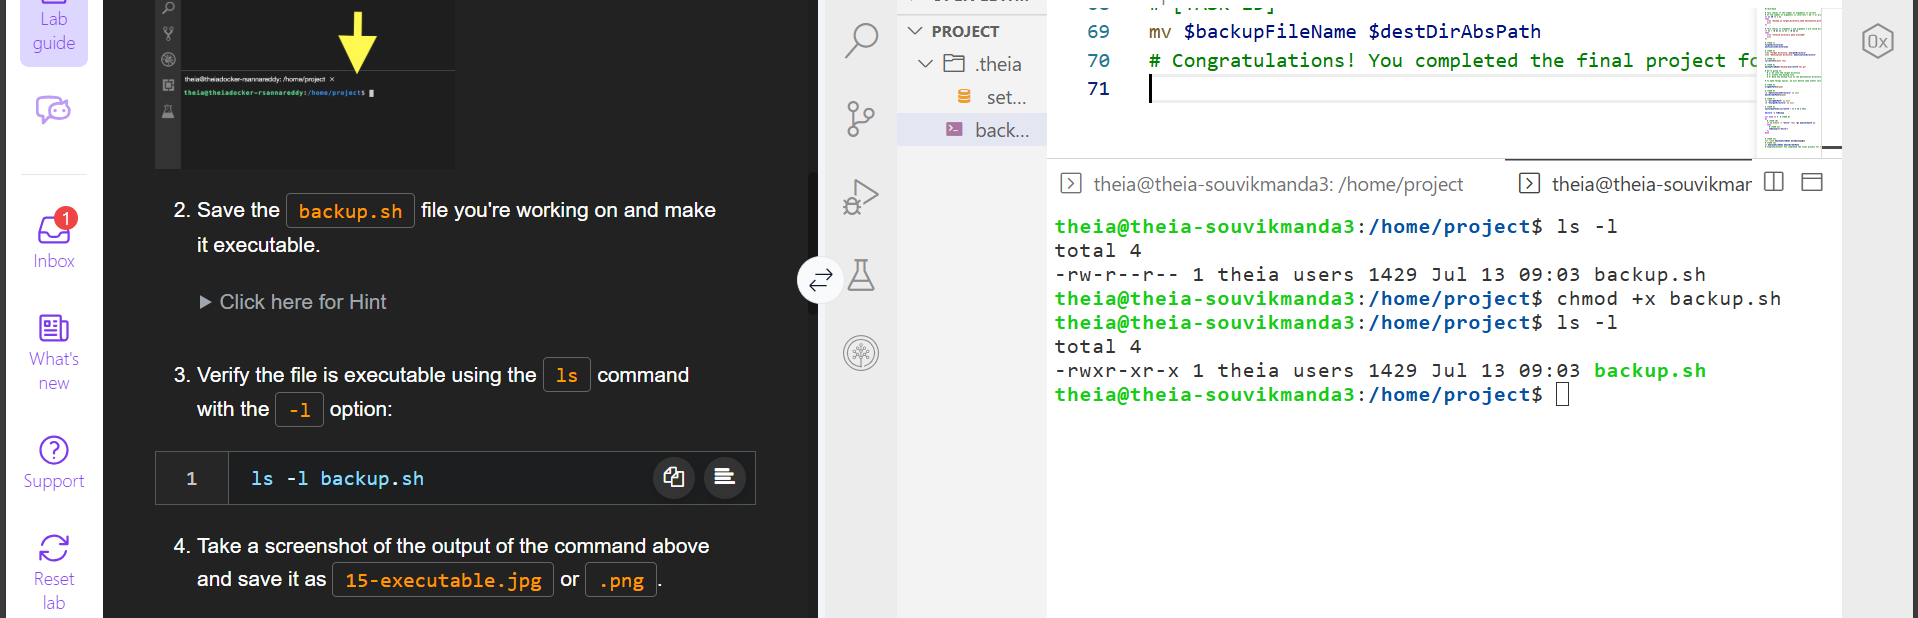 Lab
guide
1
Inbox
What's
new
Support
Reset
lab
theia@theiadocker-rsannareddy: /home/project ×
theia@theiadocker-rsannareddy:/home/project$
2. Save the backup.sh file you're working on and make
it executable.
▶ Click here for Hint
3. Verify the file is executable using the ls command
with the -l option:
1 ls -l backup.sh
4. Take a screenshot of the output of the command above
and save it as 15-executable.jpg or .png.
PROJECT
.theia
set...
back...
69 mv $backupFileName $destDirAbsPath
70 # Congratulations! You completed the final project fo
71
theia@theia-souvikmanda3: /home/project
theia@theia-souvikmar
theia@theia-souvikmanda3:/home/project$ ls -l
total 4
-rw-r--r-- 1 theia users 1429 Jul 13 09:03 backup.sh
theia@theia-souvikmanda3:/home/project$ chmod +x backup.sh
theia@theia-souvikmanda3:/home/project$ ls -l
total 4
-rwxr-xr-x 1 theia users 1429 Jul 13 09:03 backup.sh
theia@theia-souvikmanda3:/home/project$
0x